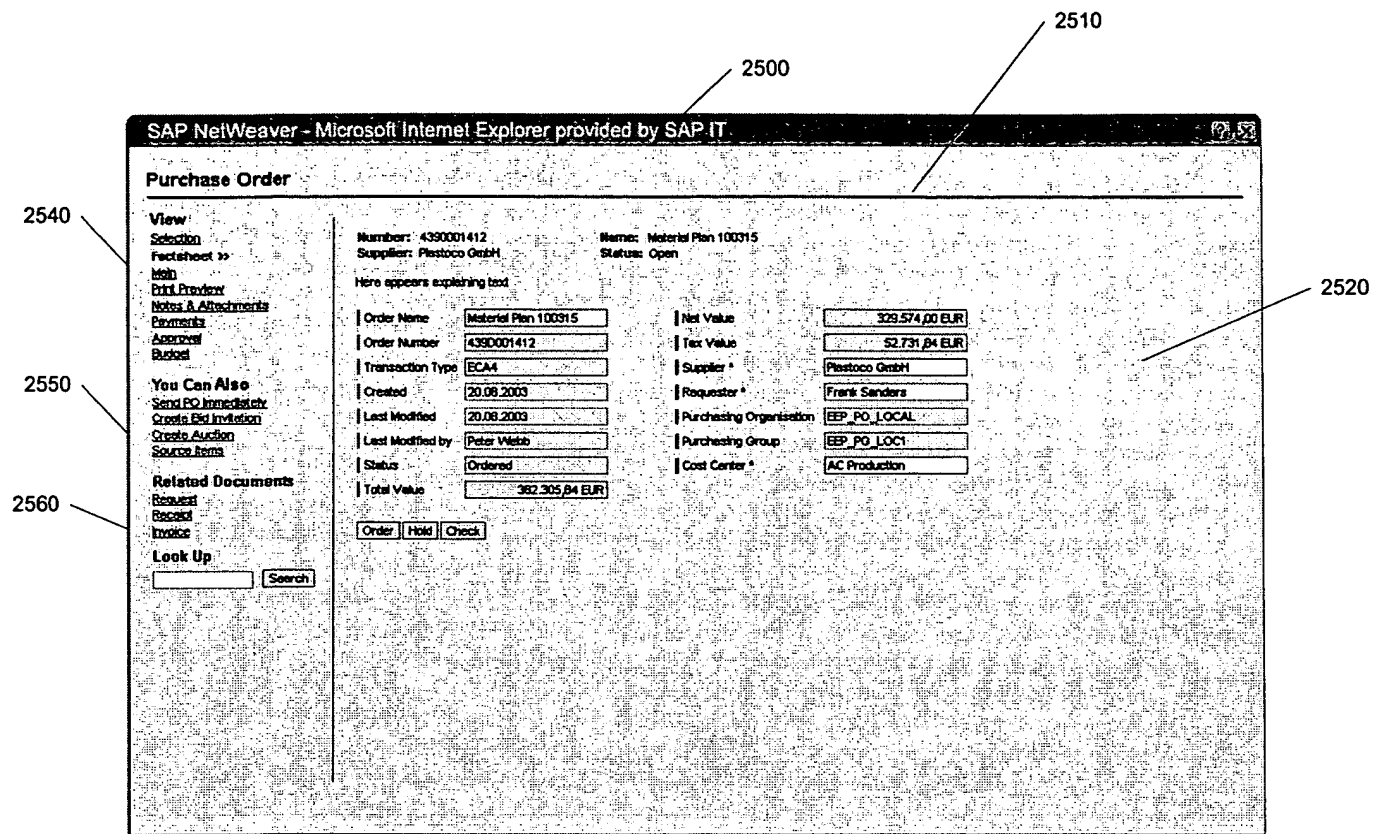 2510
2500
SAP NetWeaver - Microsoft Internet Explorer provided by SAP IT
Purchase Order
2540
View
Selection
Factsheet >>
Main
Print Preview
Notes & Attachments
Payments
Approval
Budget
2550
You Can Also
Send PO Immediately
Create Bid Invitation
Create Auction
Source Items
2560
Related Documents
Request
Receipt
Invoice
Look Up
Search
Number: 4390001412 Name: Material Plan 100315
Supplier: Plastoco GmbH Status: Open
Here appears explaining text
2520
Order Name Material Plan 100315 Net Value 329.574,00 EUR
Order Number 4390001412 Tax Value 52.731,84 EUR
Transaction Type ECA4 Supplier * Plastoco GmbH
Created 20.08.2003 Requester * Frank Sanders
Last Modified 20.08.2003 Purchasing Organisation EEP_PO_LOCAL
Last Modified by Peter Webb Purchasing Group EEP_PG_LOC1
Status Ordered Cost Center * AC Production
Total Value 382.305,84 EUR
Order Hold Check